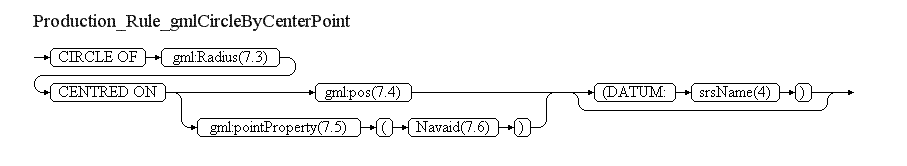 Production_Rule_gmlCircleByCenterPoint
CIRCLE OF gml:Radius(7.3)
CENTRED ON gml:pos(7.4) (DATUM: srsName(4) )
gml:pointProperty(7.5) ( Navaid(7.6) )